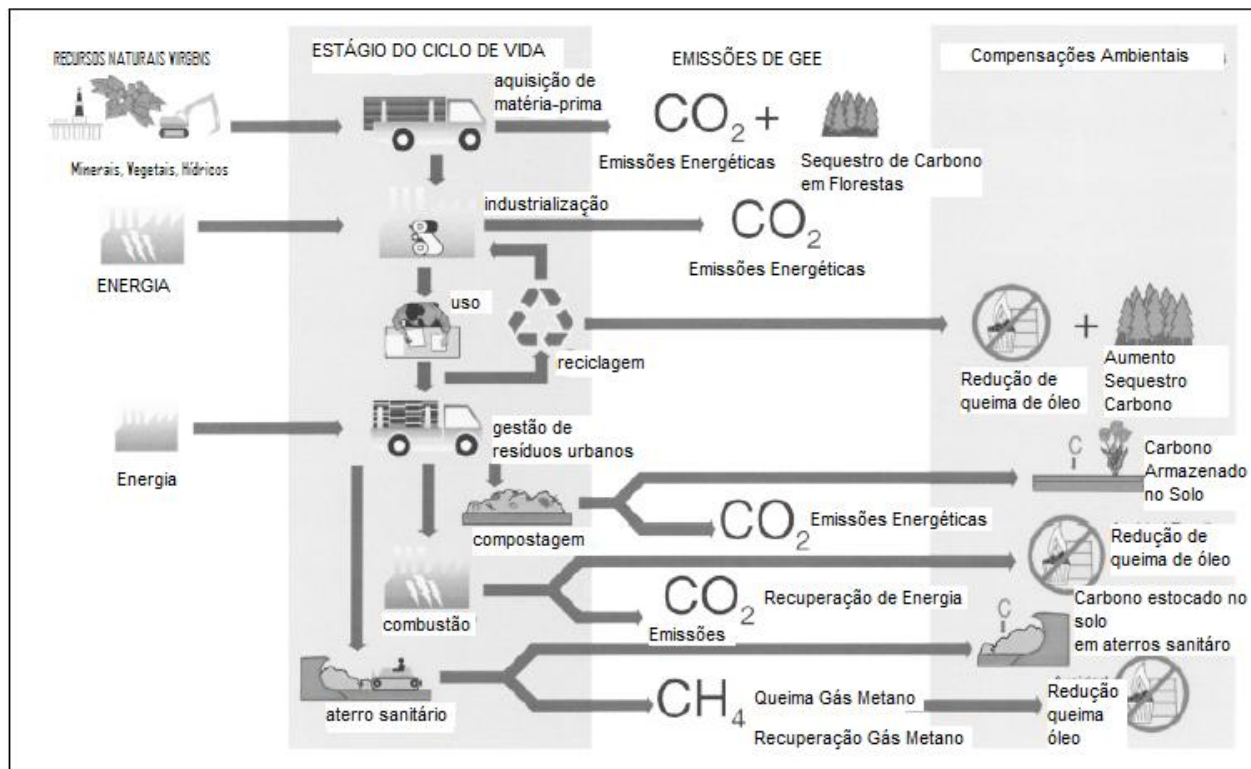 RECURSOS NATURAIS VIRGENS
ESTÁGIO DO CICLO DE VIDA
EMISSÕES DE GEE
Compensações Ambientais
Minerais, Vegetais, Hídricos
aquisição de
matéria-prima
CO2 +
Emissões Energéticas
Sequestro de Carbono
em Florestas
ENERGIA
industrialização
CO2
Emissões Energéticas
uso
reciclagem
+
Redução de
queima de óleo
Aumento
Sequestro
Carbono
Energia
gestão de
resíduos urbanos
compostagem
C
Carbono
Armazenado
no Solo
CO2
Emissões Energéticas
combustão
Redução de
queima de óleo
CO2
Recuperação de Energia
Emissões
aterro sanitário
C
Carbono estocado no
solo
em aterros sanitáro
CH4
Queima Gás Metano
Recuperação Gás Metano
Redução
queima
óleo